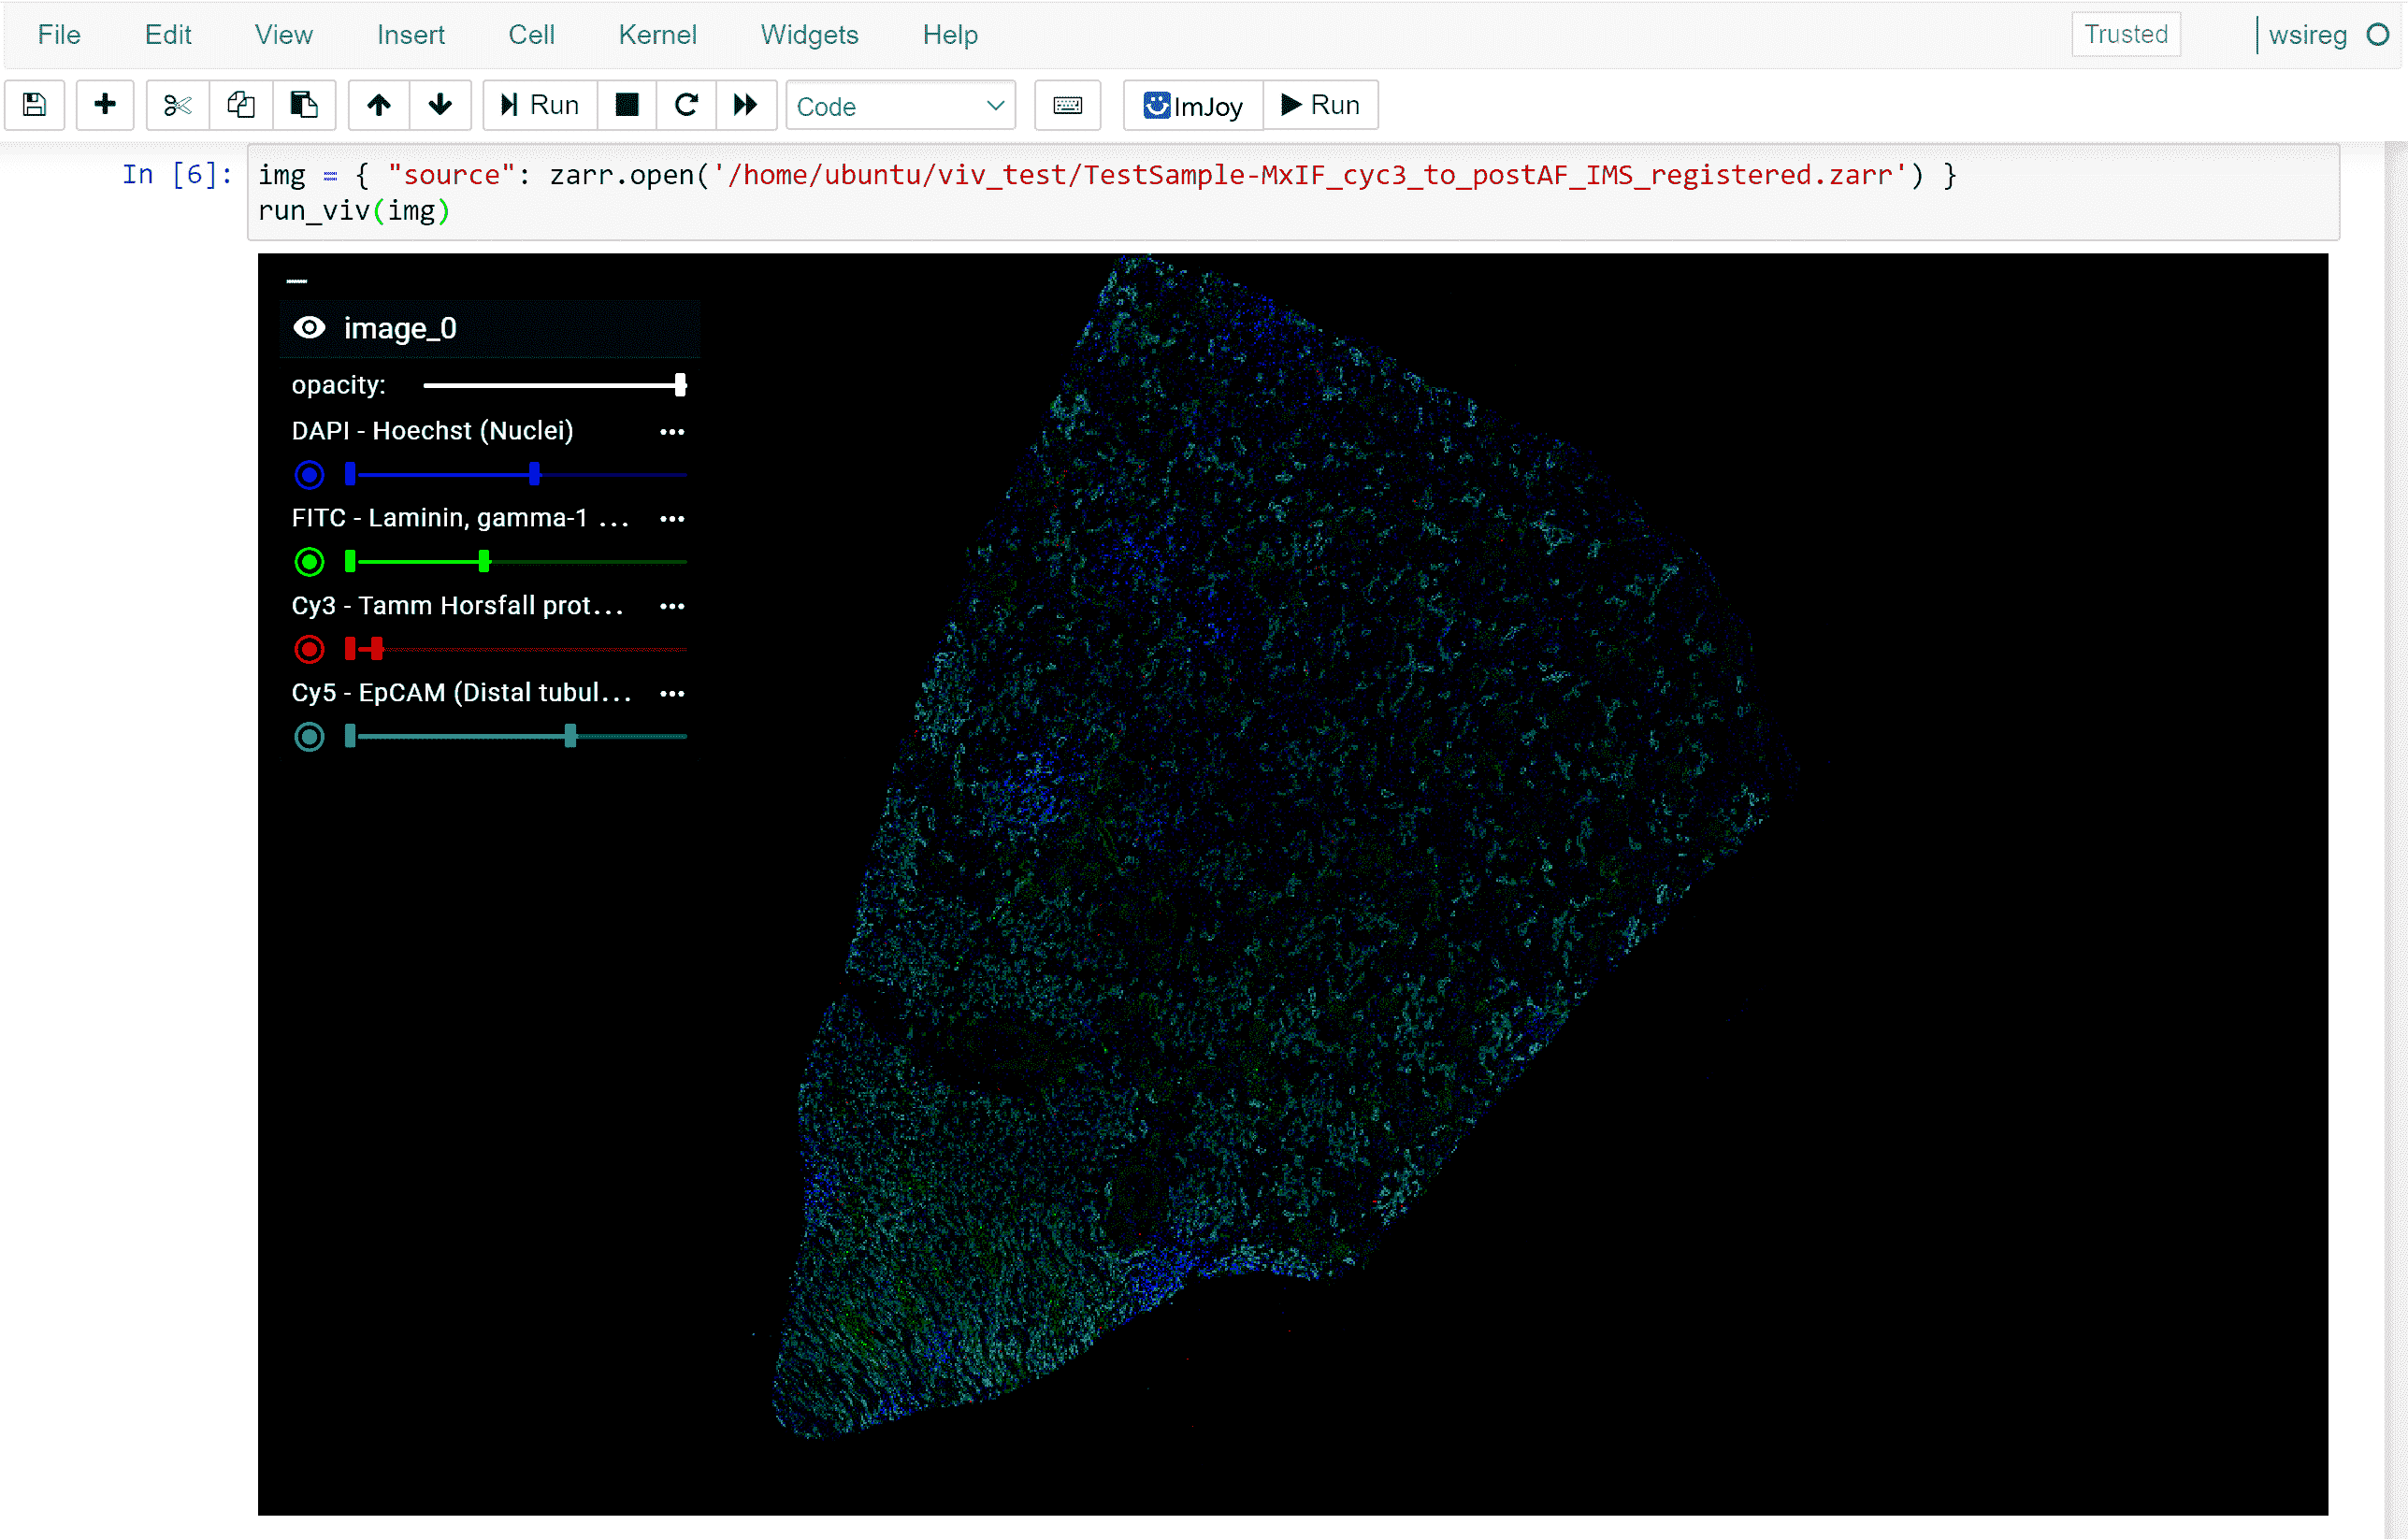 File Edit View Insert Cell Kernel Widgets Help Trusted wsireg
Run Code ImJoy Run
In [6]: img = { "source": zarr.open('/home/ubuntu/viv_test/TestSample-MxIF_cyc3_to_postAF_IMS_registered.zarr') }
run_viv(img)
image_0
opacity:
DAPI - Hoechst (Nuclei) •••
FITC - Laminin, gamma-1 ... •••
Cy3 - Tamm Horsfall prot... •••
Cy5 - EpCAM (Distal tubul... •••